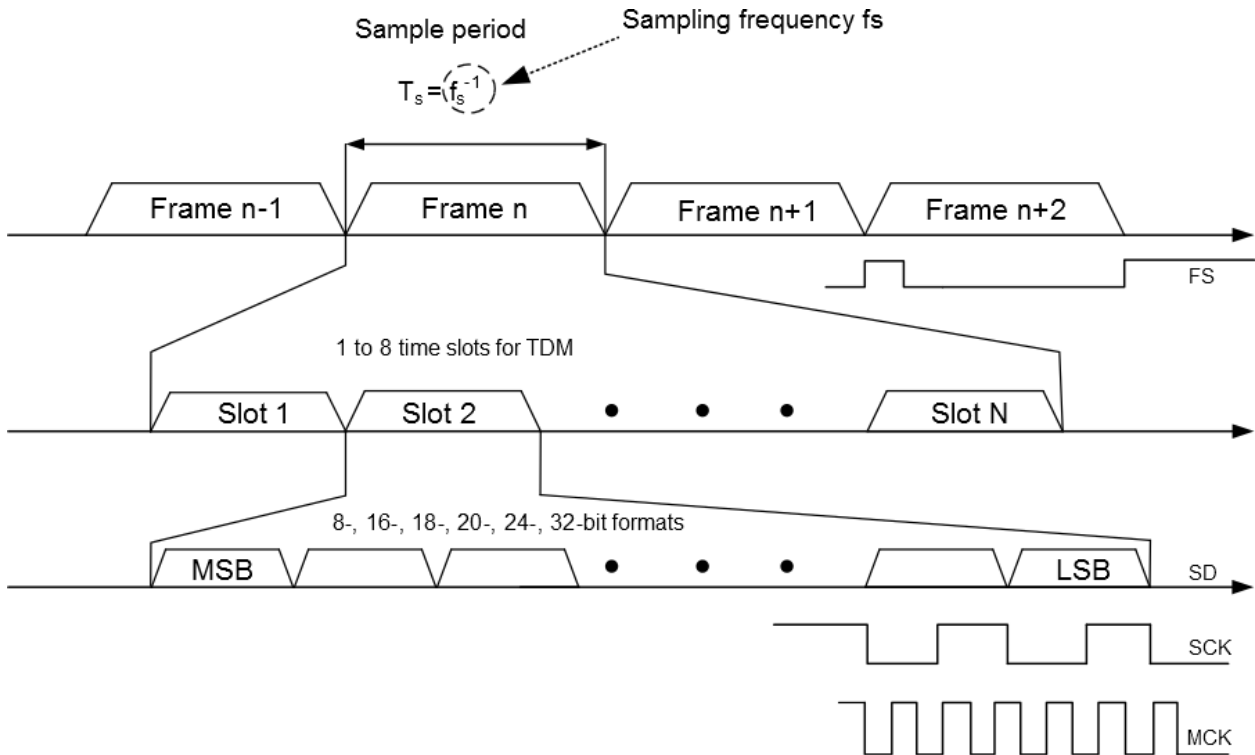 Sample period
Sampling frequency fs
Tₛ = fₛ⁻¹
Frame n-1
Frame n
Frame n+1
Frame n+2
FS
1 to 8 time slots for TDM
Slot 1
Slot 2
Slot N
8-, 16-, 18-, 20-, 24-, 32-bit formats
MSB
LSB
SD
SCK
MCK